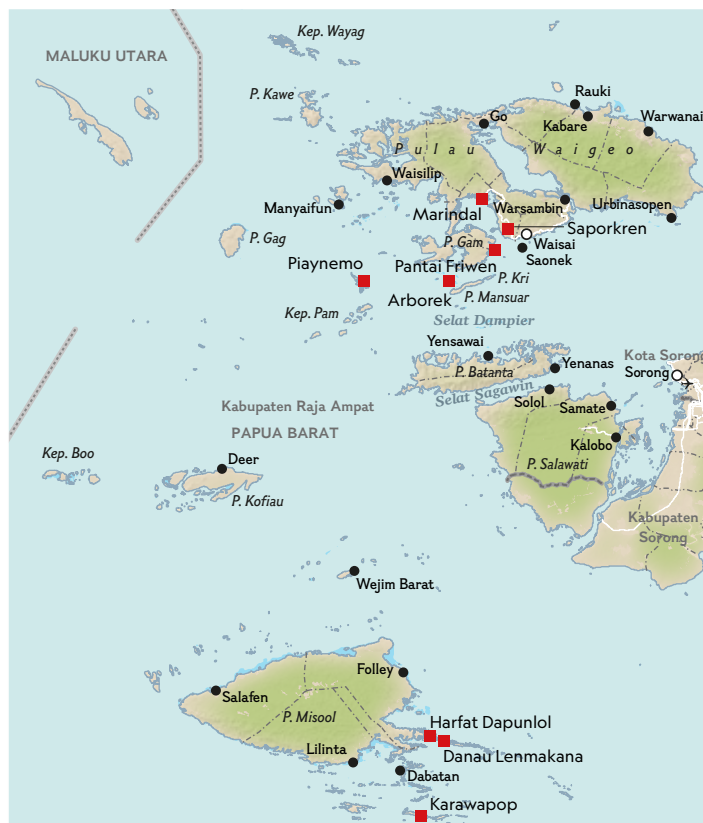 Kep. Wayag
MALUKU UTARA
P. Kawe
Rauki
Go
Kabare
Warwanai
Pulau Waigeo
Waisilip
Manyaifun
Marindal
Warsambin
Urbinasopen
Saporkren
P. Gag
P. Gam
Waisai
Saonek
Piaynemo
Pantai Friwen
P. Kri
Arborek
P. Mansuar
Kep. Pam
Selat Dampier
Yensawai
Kota Sorong
P. Batanta
Yenanas
Sorong
Selat Sagawin
Solol
Samate
Kabupaten Raja Ampat
PAPUA BARAT
Kalobo
Kep. Boo
Deer
P. Salawati
P. Kofiau
Kabupaten
Sorong
Wejim Barat
Folley
Salafen
P. Misool
Harfat Dapunlol
Lilinta
Danau Lenmakana
Dabatan
Karawapop